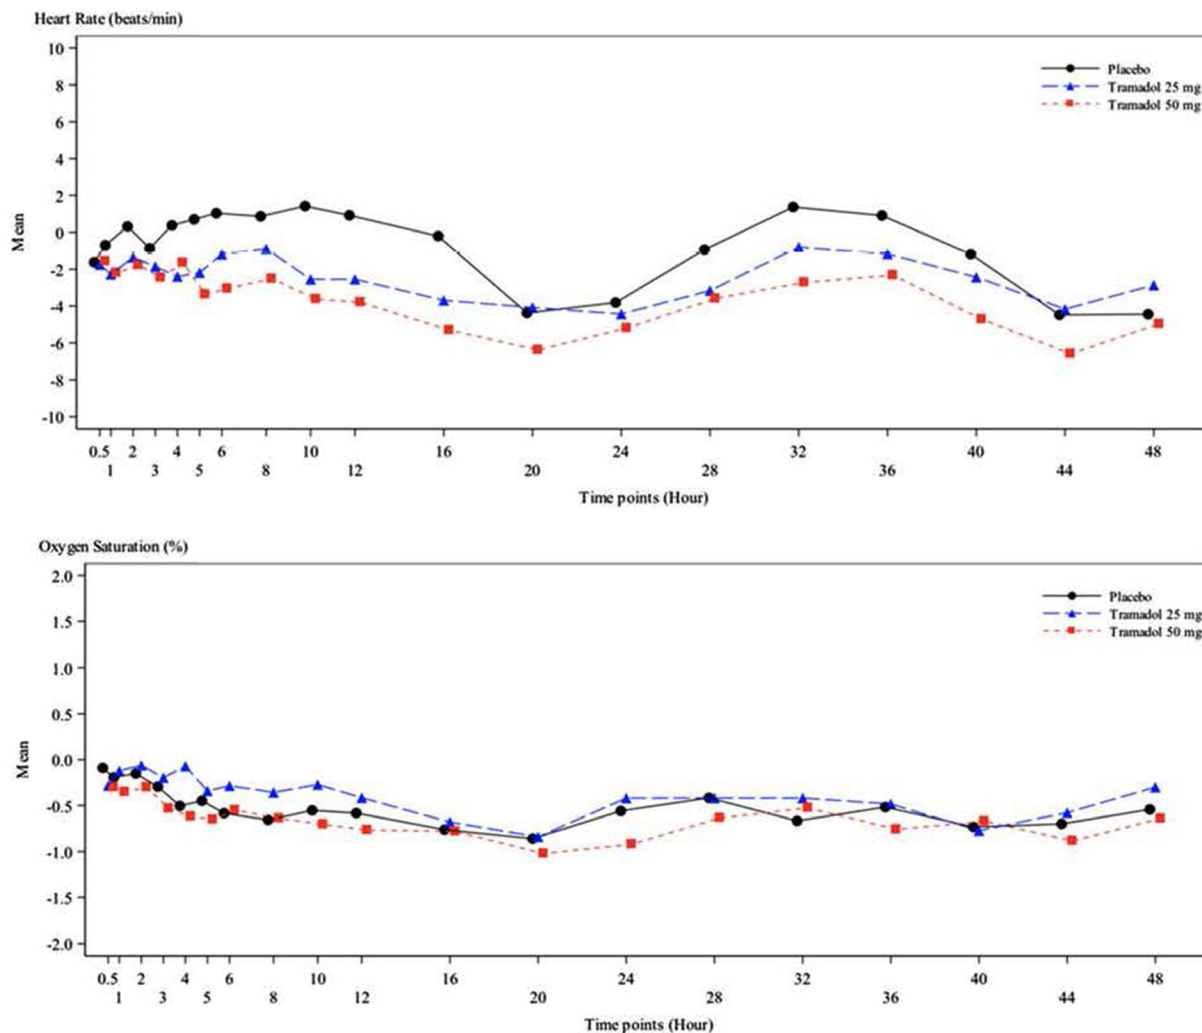 Heart Rate (beats/min)
10
8
6
4
2
0
-2
-4
-6
-8
-10
Mean
Placebo
Tramadol 25 mg
Tramadol 50 mg
0.5 2 4 6 10 16 24 32 40 48
1 3 5 8 12 20 28 36 44
Time points (Hour)
Oxygen Saturation (%)
2.0
1.5
1.0
0.5
0.0
-0.5
-1.0
-1.5
-2.0
Mean
Placebo
Tramadol 25 mg
Tramadol 50 mg
0.5 2 4 6 10 16 24 32 40 48
1 3 5 8 12 20 28 36 44
Time points (Hour)